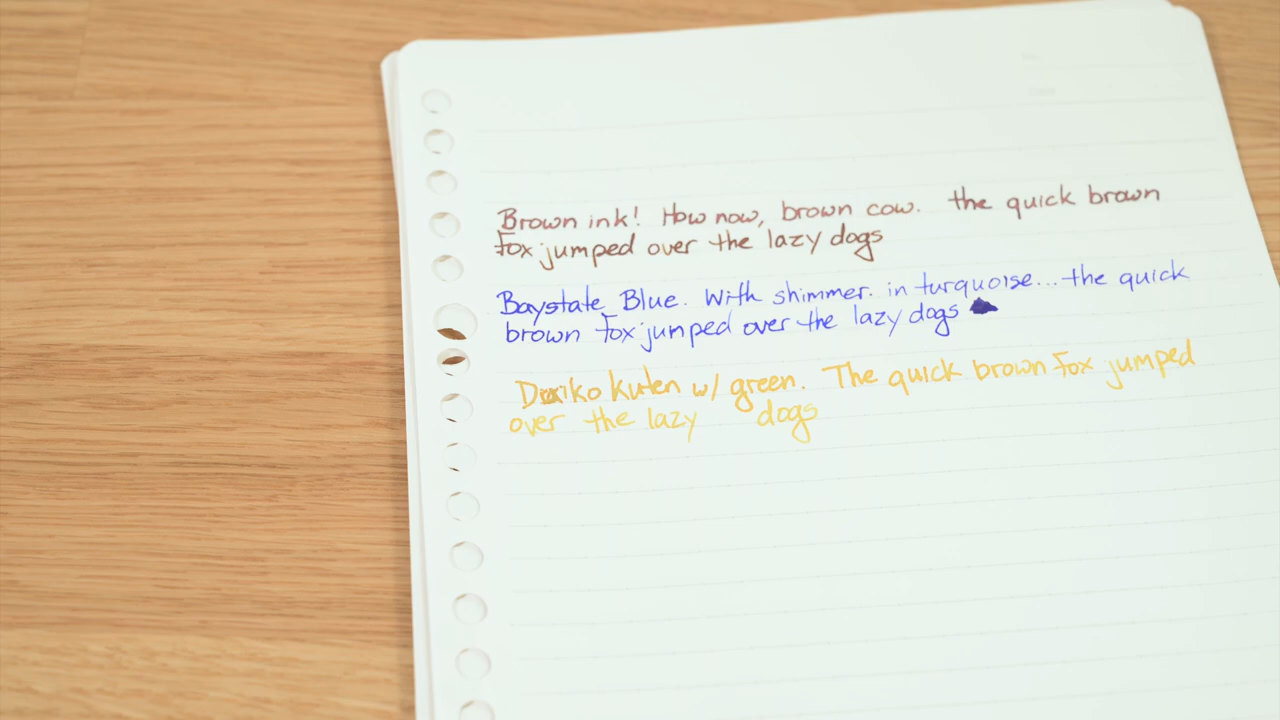 Brown ink! How now, brown cow. the quick brown
fox jumped over the lazy dogs
Baystate Blue. With shimmer. in turquoise... the quick
brown fox jumped over the lazy dogs
kuten w/ green. The quick brown fox jumped
over the lazy dogs